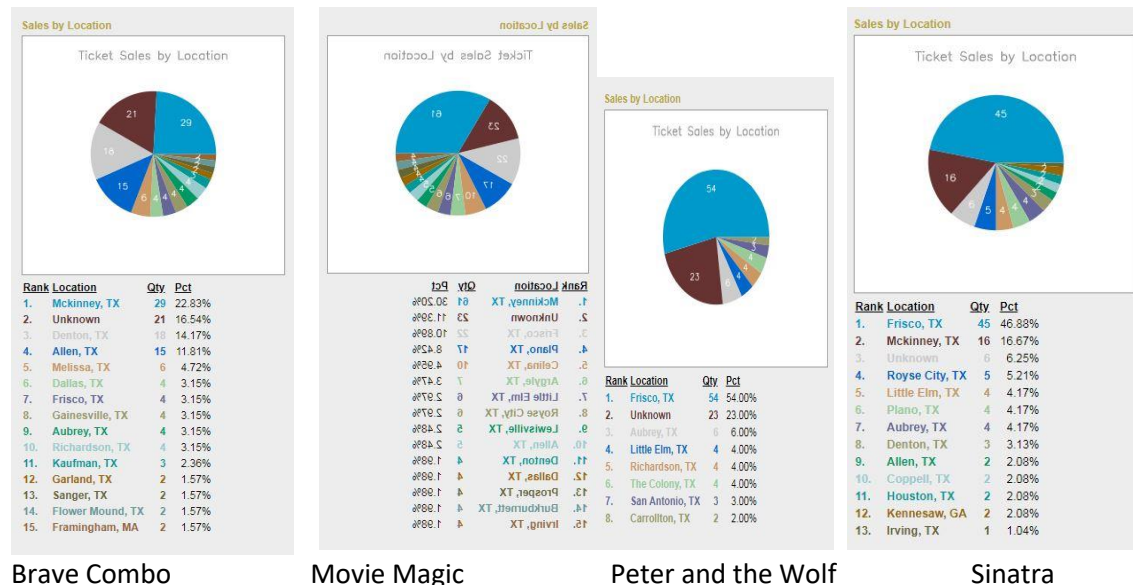 Sales by Location
Ticket Sales by Location
29
21
18
15
6
4
4
4
4
Rank Location Qty Pct
1. Mckinney, TX 29 22.83%
2. Unknown 21 16.54%
3. Denton, TX 18 14.17%
4. Allen, TX 15 11.81%
5. Melissa, TX 6 4.72%
6. Dallas, TX 4 3.15%
7. Frisco, TX 4 3.15%
8. Gainesville, TX 4 3.15%
9. Aubrey, TX 4 3.15%
10. Richardson, TX 4 3.15%
11. Kaufman, TX 3 2.36%
12. Garland, TX 2 1.57%
13. Sanger, TX 2 1.57%
14. Flower Mound, TX 2 1.57%
15. Framingham, MA 2 1.57%
Brave Combo
Sales by Location
Ticket Sales by Location
61
23
22
17
10
7
6
6
5
Rank Location Qty Pct
1. Mckinney, TX 61 30.20%
2. Unknown 23 11.39%
3. Frisco, TX 22 10.89%
4. Plano, TX 17 8.42%
5. Celina, TX 10 4.95%
6. Argyle, TX 7 3.47%
7. Little Elm, TX 6 2.97%
8. Royse City, TX 6 2.97%
9. Lewisville, TX 5 2.48%
10. Allen, TX 5 2.48%
11. Denton, TX 4 1.98%
12. Dallas, TX 4 1.98%
13. Prosper, TX 4 1.98%
14. Burkburnett, TX 4 1.98%
15. Irving, TX 4 1.98%
Movie Magic
Sales by Location
Ticket Sales by Location
54
23
6
4
4
4
Rank Location Qty Pct
1. Frisco, TX 54 54.00%
2. Unknown 23 23.00%
3. Aubrey, TX 6 6.00%
4. Little Elm, TX 4 4.00%
5. Richardson, TX 4 4.00%
6. The Colony, TX 4 4.00%
7. San Antonio, TX 3 3.00%
8. Carrollton, TX 2 2.00%
Peter and the Wolf
Sales by Location
Ticket Sales by Location
45
16
6
5
4
4
4
3
2
2
2
2
Rank Location Qty Pct
1. Frisco, TX 45 46.88%
2. Mckinney, TX 16 16.67%
3. Unknown 6 6.25%
4. Royse City, TX 5 5.21%
5. Little Elm, TX 4 4.17%
6. Plano, TX 4 4.17%
7. Aubrey, TX 4 4.17%
8. Denton, TX 3 3.13%
9. Allen, TX 2 2.08%
10. Coppell, TX 2 2.08%
11. Houston, TX 2 2.08%
12. Kennesaw, GA 2 2.08%
13. Irving, TX 1 1.04%
Sinatra